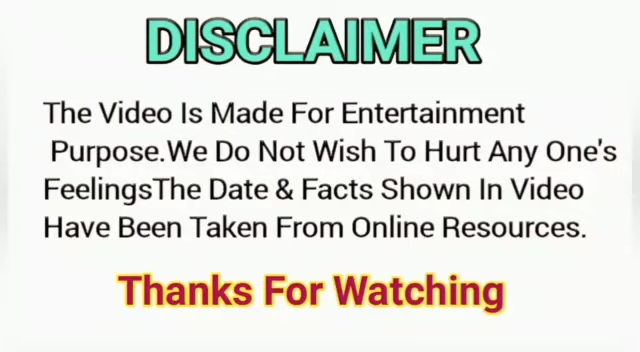 DISCLAIMER
The Video Is Made For Entertainment
Purpose.We Do Not Wish To Hurt Any One's
FeelingsThe Date & Facts Shown In Video
Have Been Taken From Online Resources.
Thanks For Watching